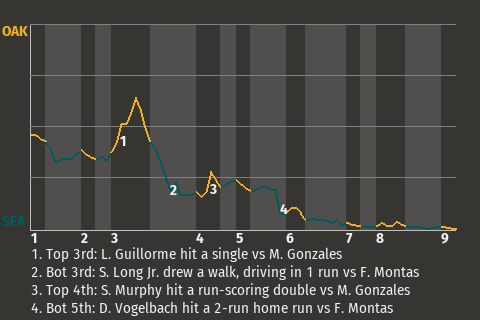 OAK
1
2
3
4
SEA
1 2 3 4 5 6 7 8 9
1. Top 3rd: L. Guillorme hit a single vs M. Gonzales
2. Bot 3rd: S. Long Jr. drew a walk, driving in 1 run vs F. Montas
3. Top 4th: S. Murphy hit a run-scoring double vs M. Gonzales
4. Bot 5th: D. Vogelbach hit a 2-run home run vs F. Montas